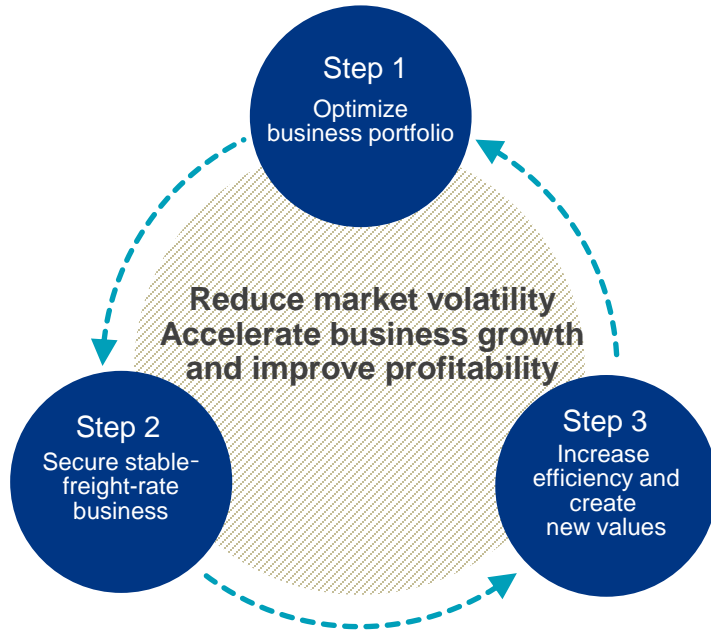 Step 1
Optimize
business portfolio
Reduce market volatility
Accelerate business growth
and improve profitability
Step 2
Secure stable-
freight-rate
business
Step 3
Increase
efficiency and
create
new values